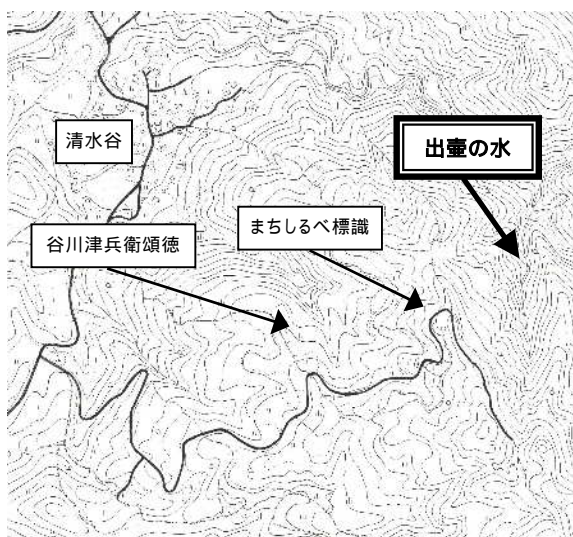 清水谷
出壷の水
まちしるべ標識
谷川津兵衛頌徳